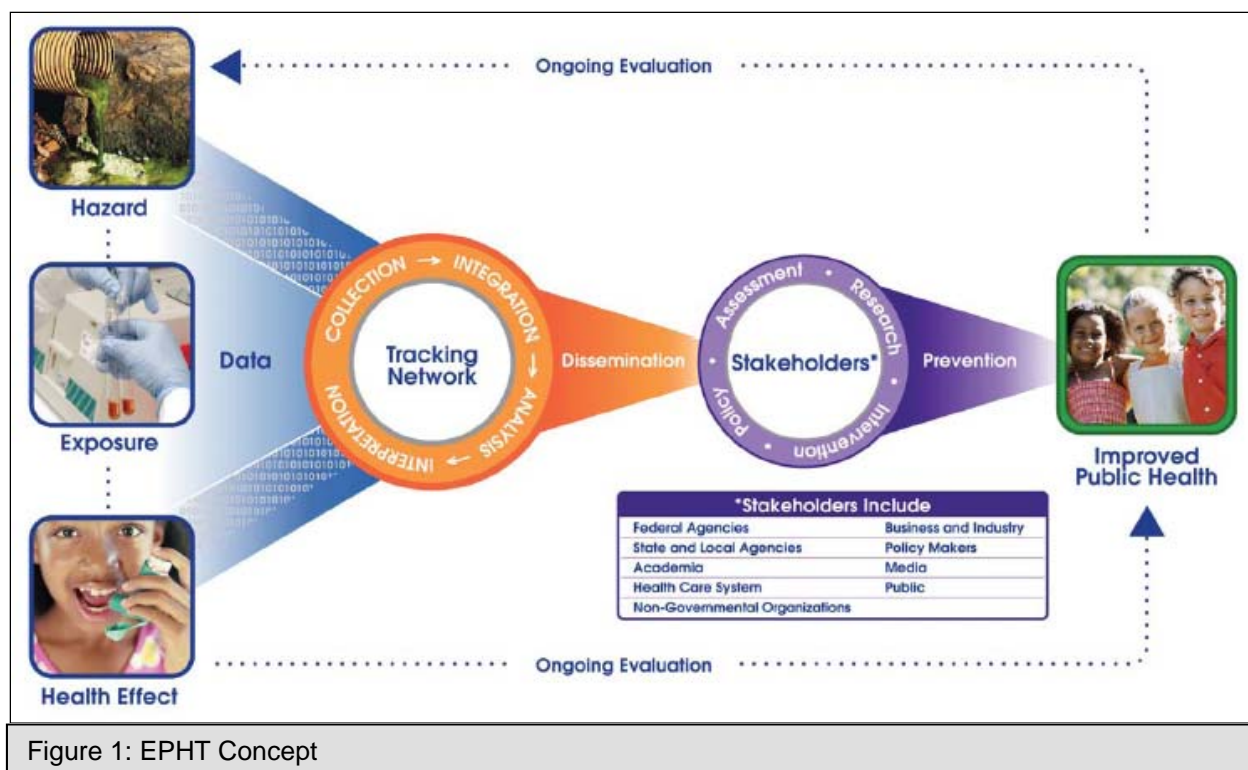 Ongoing Evaluation
Hazard
Exposure
Health Effect
Data
COLLECTION → INTEGRATION → ANALYSIS → INTERPRETATION
Tracking
Network
Dissemination
Assessment • Research • Intervention • Policy •
Stakeholders*
Prevention
Improved
Public Health
*Stakeholders Include
Federal Agencies Business and Industry
State and Local Agencies Policy Makers
Academia Media
Health Care System Public
Non-Governmental Organizations
Ongoing Evaluation
Figure 1: EPHT Concept